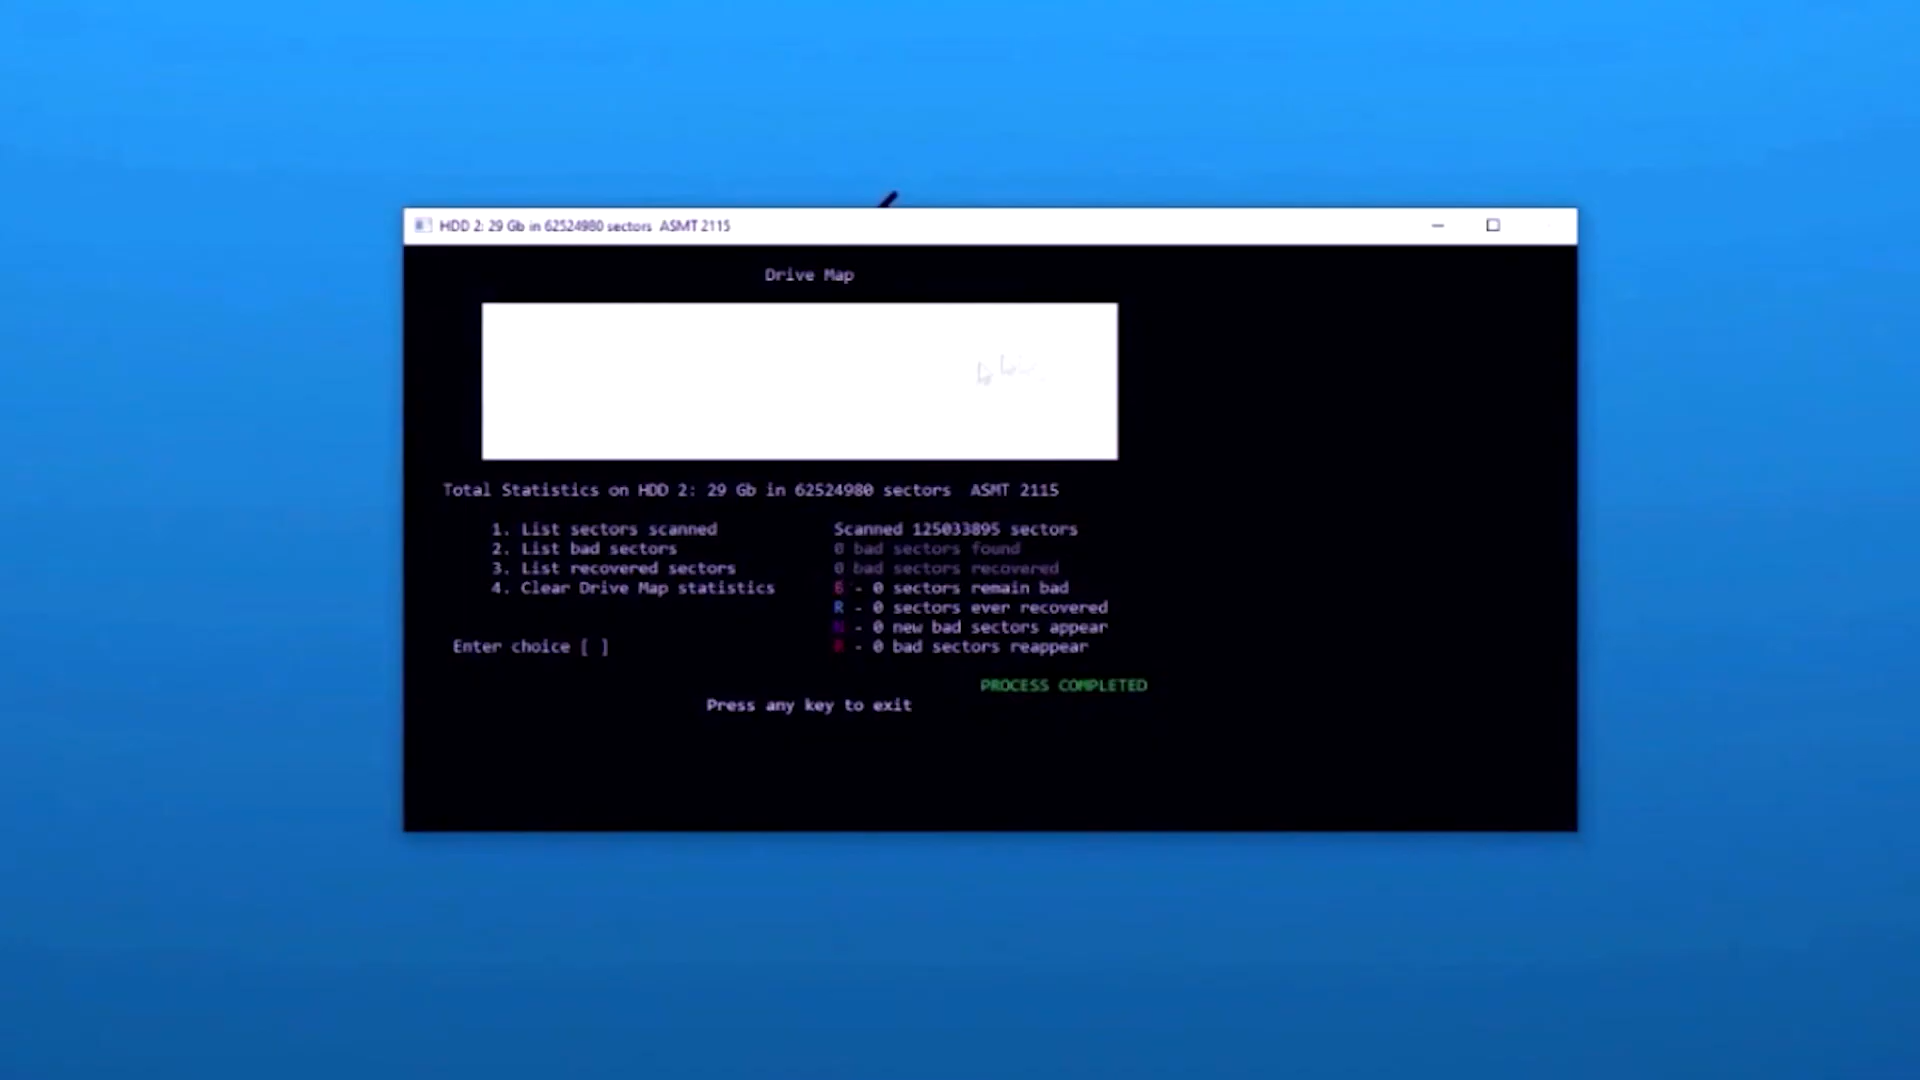 HDD 2: 29 Gb in 62524980 sectors ASMT 2115
Drive Map
Total Statistics on HDD 2: 29 Gb in 62524980 sectors ASMT 2115
1. List sectors scanned
2. List bad sectors
3. List recovered sectors
4. Clear Drive Map statistics
Enter choice [ ]
Scanned 125033895 sectors
0 bad sectors found
0 bad sectors recovered
B - 0 sectors remain bad
R - 0 sectors ever recovered
N - 0 new bad sectors appear
R - 0 bad sectors reappear
PROCESS COMPLETED
Press any key to exit